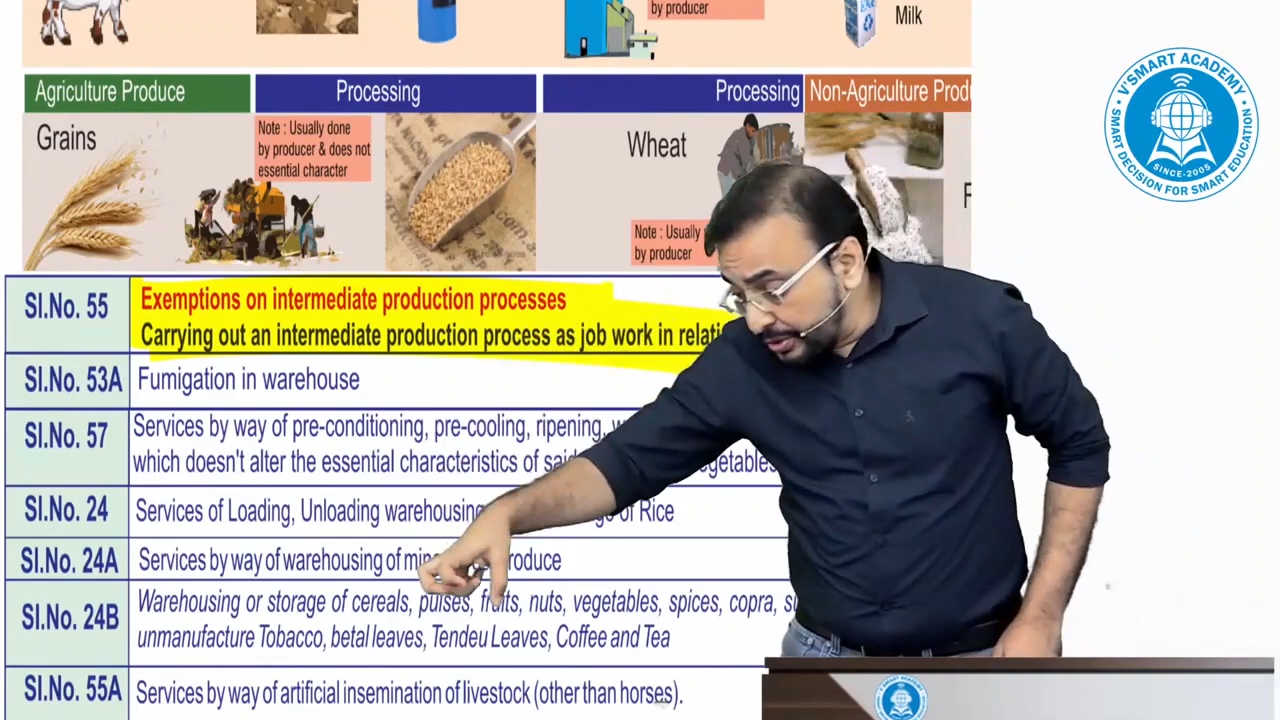 by producer
Milk
Agriculture Produce
Processing
Processing
Non-Agriculture
Grains
Note : Usually done
by producer & does not
essential character
Wheat
Note : Usually
by producer
Sl.No. 55
Exemptions on intermediate production processes
Carrying out an intermediate production process as job work in
Sl.No. 53A
Fumigation in warehouse
Sl.No. 57
Services by way of pre-conditioning, pre-cooling, ripening,
which doesn't alter the essential characteristics of
Sl.No. 24
Services of Loading, Unloading warehousing
of Rice
Sl.No. 24A
Services by way of warehousing of
Sl.No. 24B
Warehousing or storage of cereals, pulses, fruits, nuts, vegetables, spices, copra,
unmanufacture Tobacco, betal leaves, Tendeu Leaves, Coffee and Tea
Sl.No. 55A
Services by way of artificial insemination of livestock (other than horses).
V'SMART ACADEMY
SINCE-2005
SMART DECISION FOR SMART EDUCATION
V'SMART ACADEMY